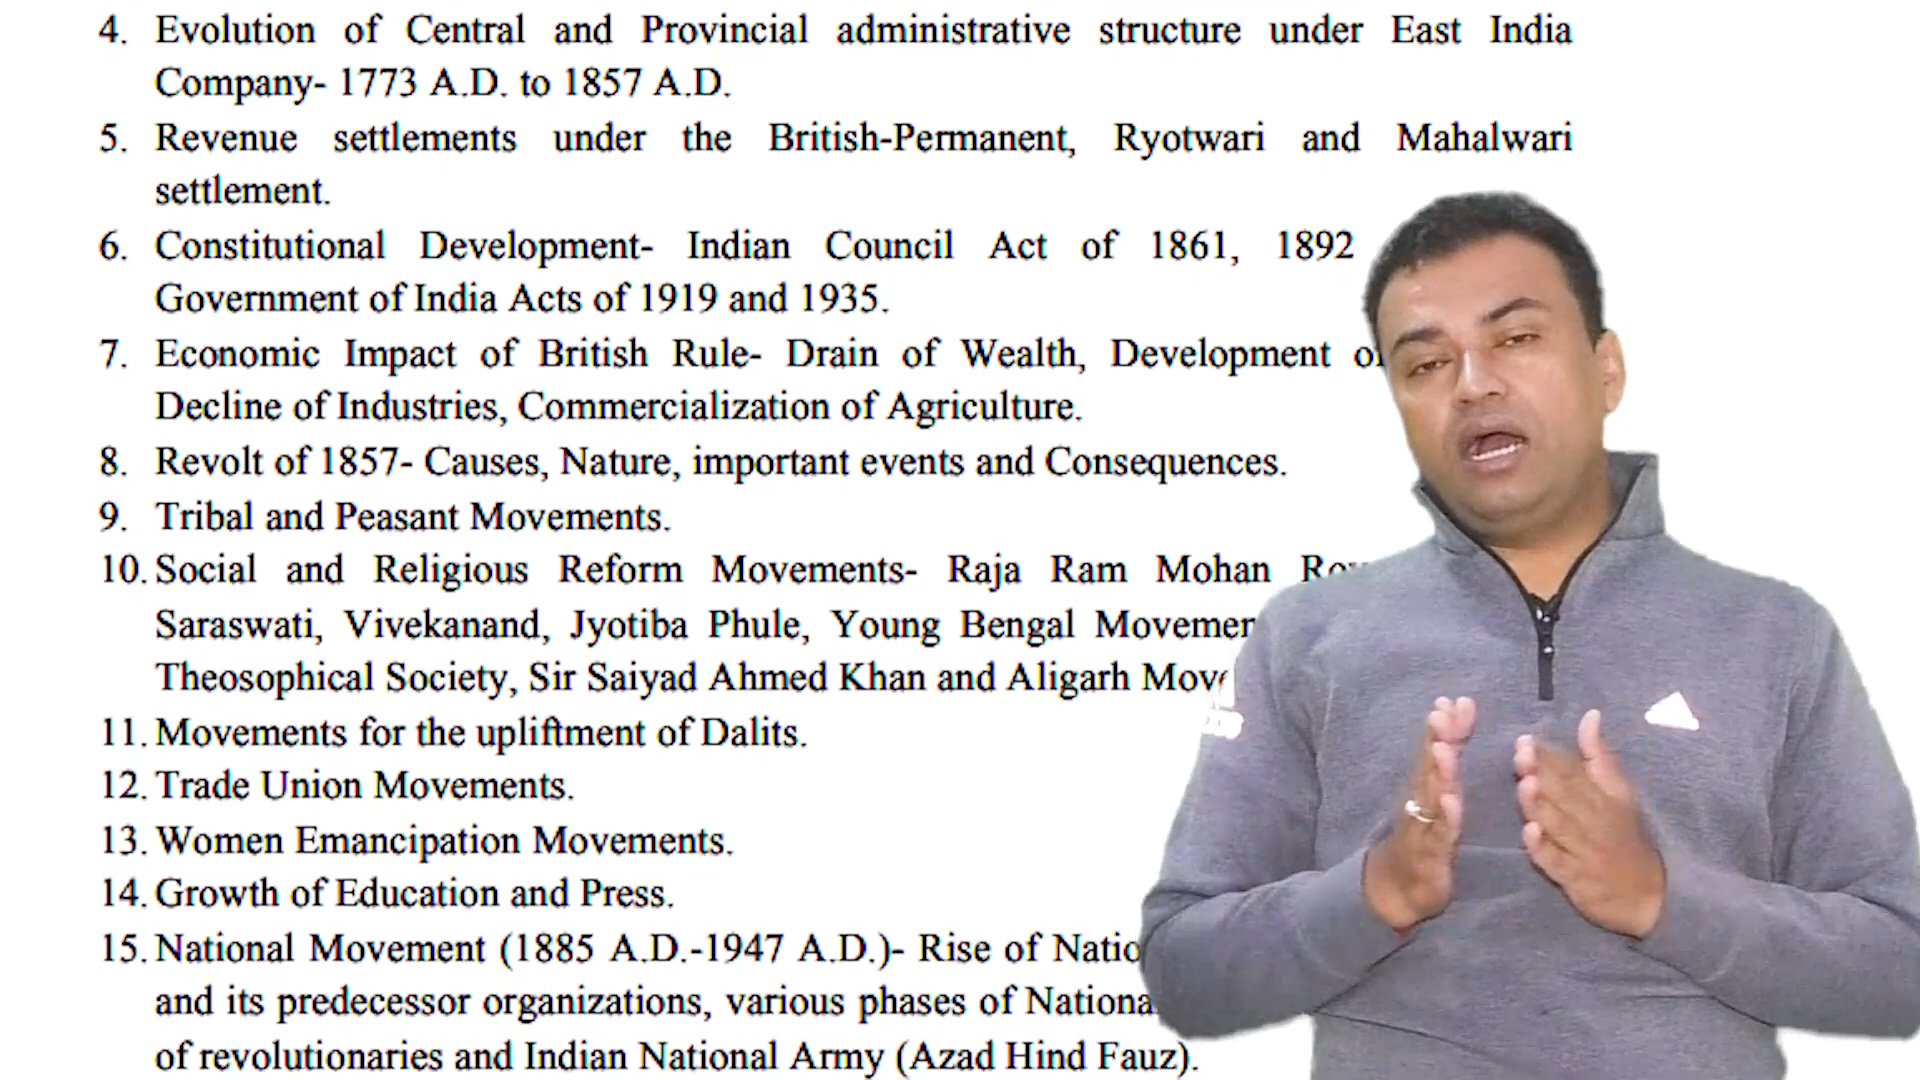 4. Evolution of Central and Provincial administrative structure under East India
Company- 1773 A.D. to 1857 A.D.
5. Revenue settlements under the British-Permanent, Ryotwari and Mahalwari
settlement.
6. Constitutional Development- Indian Council Act of 1861, 1892
Government of India Acts of 1919 and 1935.
7. Economic Impact of British Rule- Drain of Wealth, Development
Decline of Industries, Commercialization of Agriculture.
8. Revolt of 1857- Causes, Nature, important events and Consequences.
9. Tribal and Peasant Movements.
10. Social and Religious Reform Movements- Raja Ram Mohan
Saraswati, Vivekanand, Jyotiba Phule, Young Bengal
Theosophical Society, Sir Saiyad Ahmed Khan and Aligarh
11. Movements for the upliftment of Dalits.
12. Trade Union Movements.
13. Women Emancipation Movements.
14. Growth of Education and Press.
15. National Movement (1885 A.D.-1947 A.D.)- Rise of
and its predecessor organizations, various phases of
of revolutionaries and Indian National Army (Azad Hind Fauz).